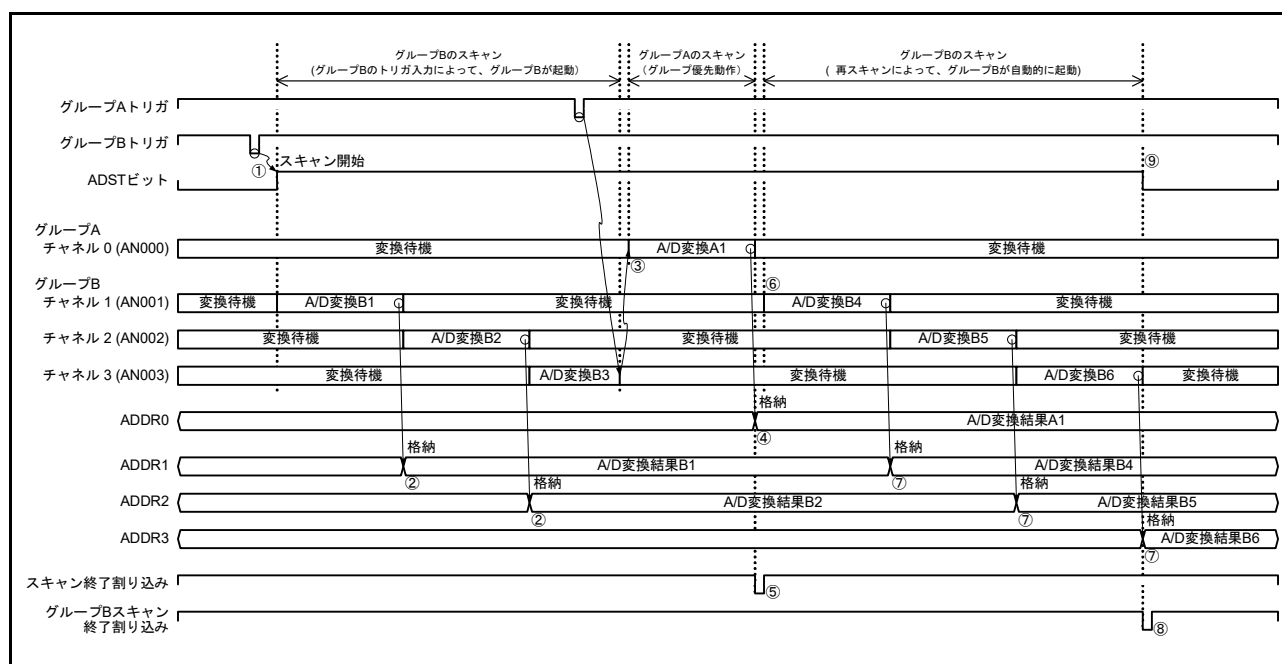 グループBのスキャン
(グループBのトリガ入力によって、グループBが起動)
グループAのスキャン
(グループ優先動作)
グループBのスキャン
( 再スキャンによって、グループBが自動的に起動)
グループAトリガ
グループBトリガ
① スキャン開始
⑨
ADSTビット
グループA
チャネル 0 (AN000)
変換待機
A/D変換A1
変換待機
③
グループB
⑥
チャネル 1 (AN001)
変換待機
A/D変換B1
変換待機
A/D変換B4
変換待機
チャネル 2 (AN002)
変換待機
A/D変換B2
変換待機
A/D変換B5
変換待機
チャネル 3 (AN003)
変換待機
A/D変換B3
変換待機
A/D変換B6
変換待機
格納
ADDR0
④
A/D変換結果A1
格納
格納
ADDR1
②
A/D変換結果B1
⑦
A/D変換結果B4
格納
格納
ADDR2
②
A/D変換結果B2
⑦
A/D変換結果B5
格納
ADDR3
⑦
A/D変換結果B6
スキャン終了割り込み
⑤
グループBスキャン
終了割り込み
⑧